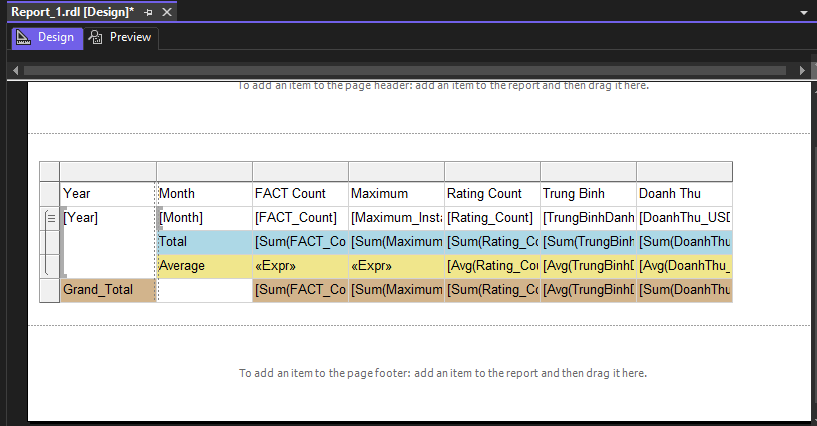 Report_1.rdl [Design]*
Design Preview
To add an item to the page header: add an item to the report and then drag it here.
Year Month FACT Count Maximum Rating Count Trung Binh Doanh Thu
[Year] [Month] [FACT_Count] [Maximum_Insta [Rating_Count] [TrungBinhDanh [DoanhThu_USD
Total [Sum(FACT_Co [Sum(Maximum [Sum(Rating_Co [Sum(TrungBinh [Sum(DoanhThu
Average «Expr» «Expr» [Avg(Rating_Cou [Avg(TrungBinhD [Avg(DoanhThu_
Grand_Total [Sum(FACT_Co [Sum(Maximum [Sum(Rating_Co [Avg(TrungBinhD [Sum(DoanhThu
To add an item to the page footer: add an item to the report and then drag it here.